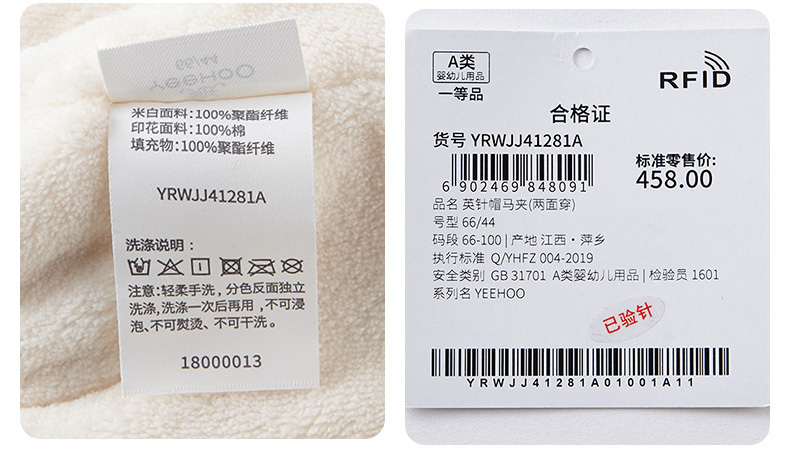 66/44
YEEHOO
米白面料:100%聚酯纤维
印花面料:100%棉
填充物:100%聚酯纤维
YRWJJ41281A
洗涤说明:
注意:轻柔手洗,分色反面独立
洗涤,洗涤一次后再用,不可浸
泡、不可熨烫、不可干洗。
18000013
A类
婴幼儿用品
一等品
RFID
合格证
货号 YRWJJ41281A
6 902469 848091
标准零售价:
458.00
品名 英针帽马夹(两面穿)
号型 66/44
码段 66-100 | 产地 江西·萍乡
执行标准 Q/YHFZ 004-2019
安全类别 GB 31701 A类婴幼儿用品 | 检验员 1601
系列名 YEEHOO
已验针
YRWJJ41281A01001A11